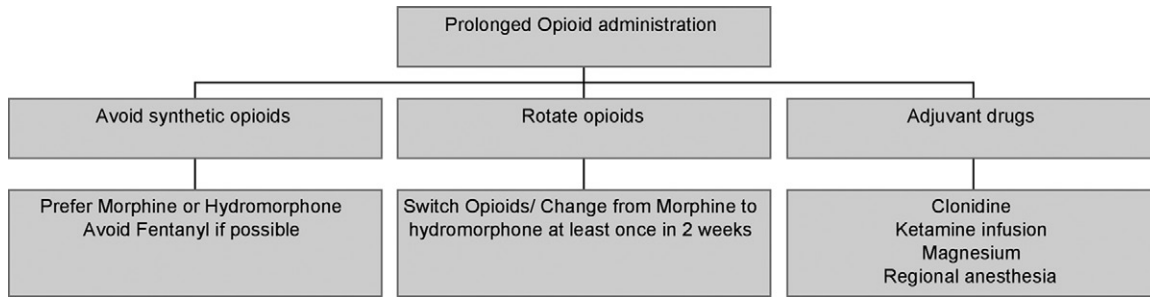 Prolonged Opioid administration
Avoid synthetic opioids
Rotate opioids
Adjuvant drugs
Prefer Morphine or Hydromorphone
Avoid Fentanyl if possible
Switch Opioids/ Change from Morphine to
hydromorphone at least once in 2 weeks
Clonidine
Ketamine infusion
Magnesium
Regional anesthesia